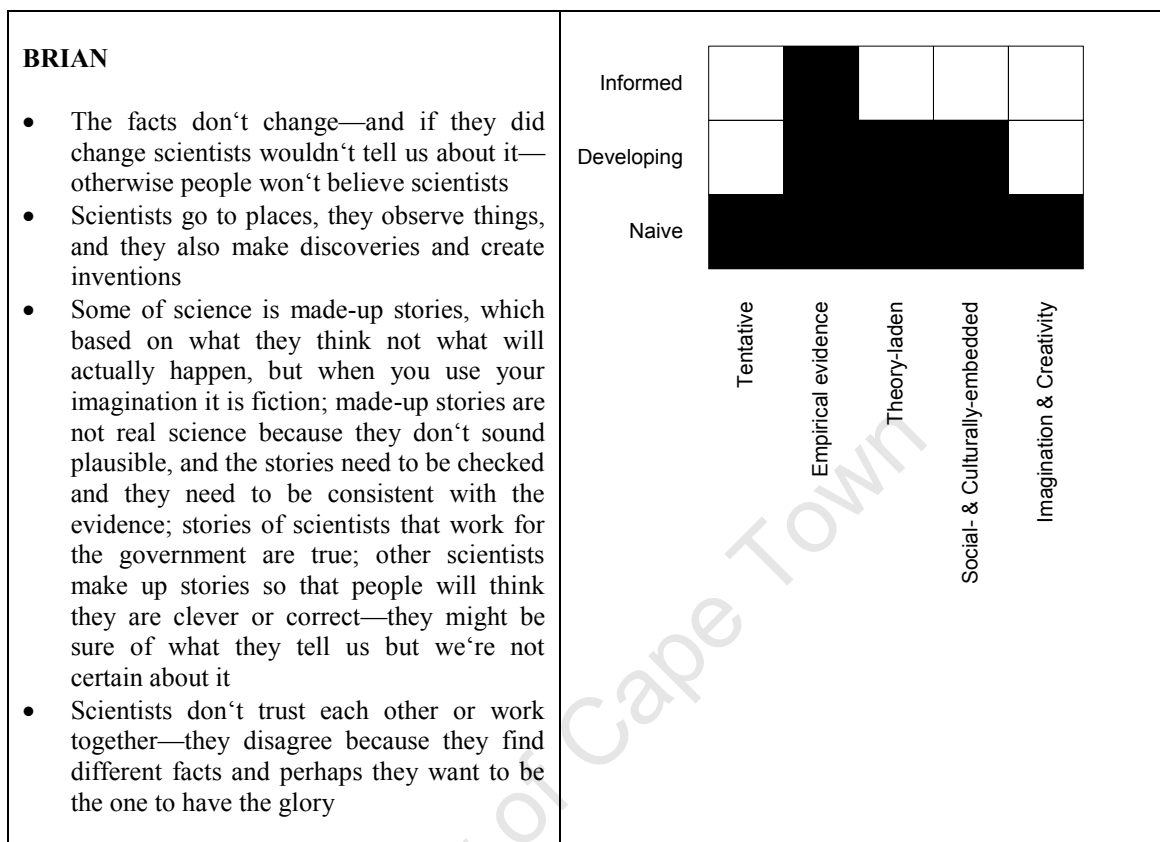 BRIAN
• The facts don‘t change—and if they did
change scientists wouldn‘t tell us about it—
otherwise people won‘t believe scientists
• Scientists go to places, they observe things,
and they also make discoveries and create
inventions
• Some of science is made-up stories, which
based on what they think not what will
actually happen, but when you use your
imagination it is fiction; made-up stories are
not real science because they don‘t sound
plausible, and the stories need to be checked
and they need to be consistent with the
evidence; stories of scientists that work for
the government are true; other scientists
make up stories so that people will think
they are clever or correct—they might be
sure of what they tell us but we‘re not
certain about it
• Scientists don‘t trust each other or work
together—they disagree because they find
different facts and perhaps they want to be
the one to have the glory
Informed
Developing
Naive
Tentative
Empirical evidence
Theory-laden
Social- & Culturally-embedded
Imagination & Creativity
of Cape Town